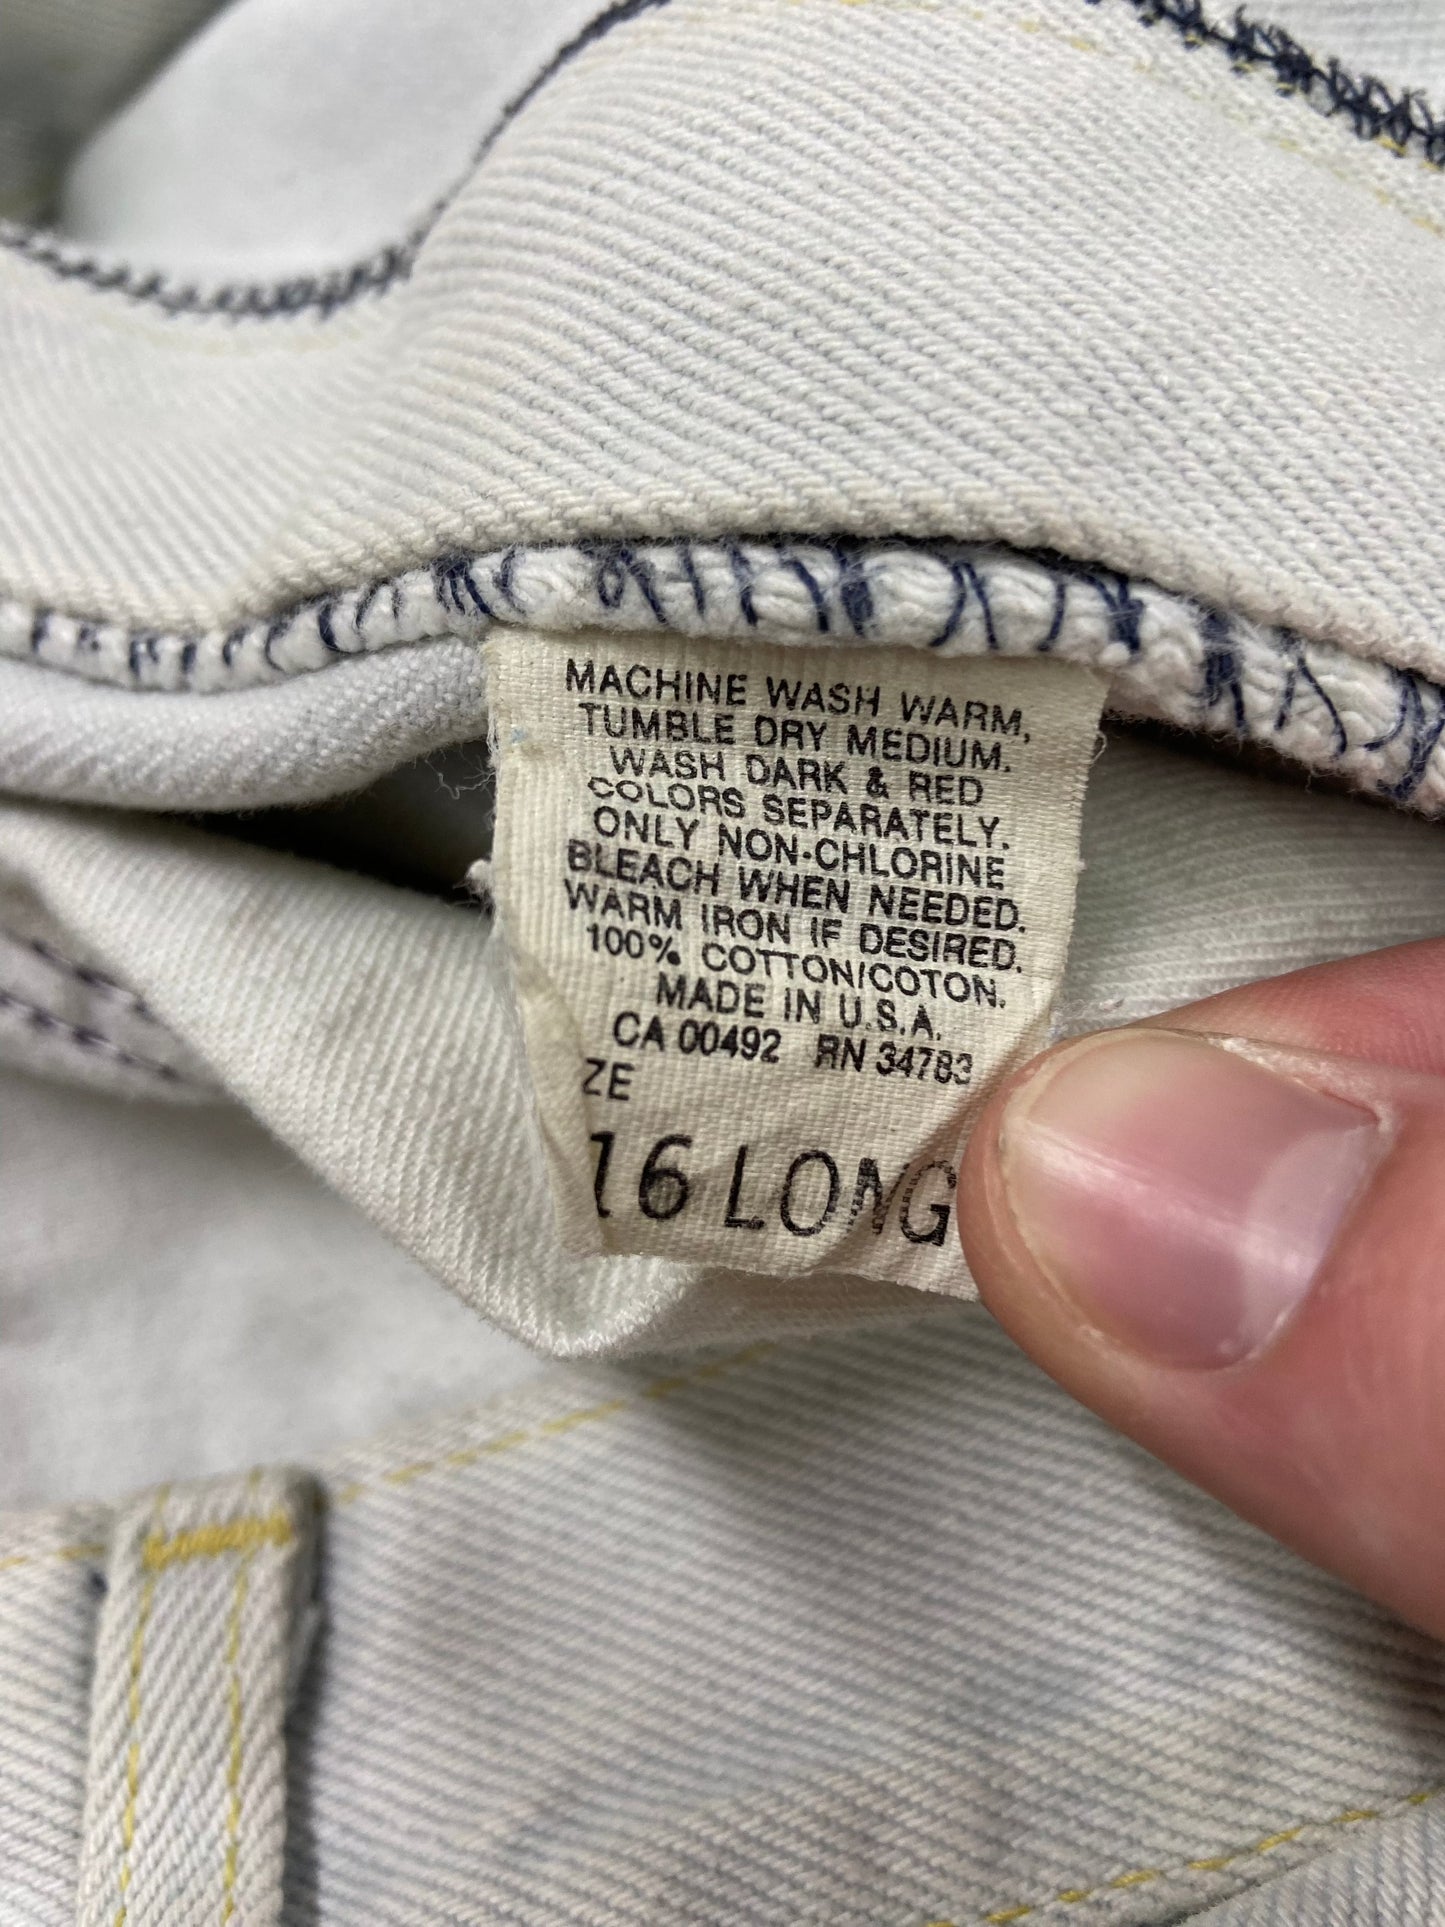 MACHINE WASH WARM,
TUMBLE DRY MEDIUM.
WASH DARK & RED
COLORS SEPARATELY.
ONLY NON-CHLORINE
BLEACH WHEN NEEDED.
WARM IRON IF DESIRED.
100% COTTON/COTON.
MADE IN U.S.A.
CA 00492 RN 34783
ZE
16 LONG